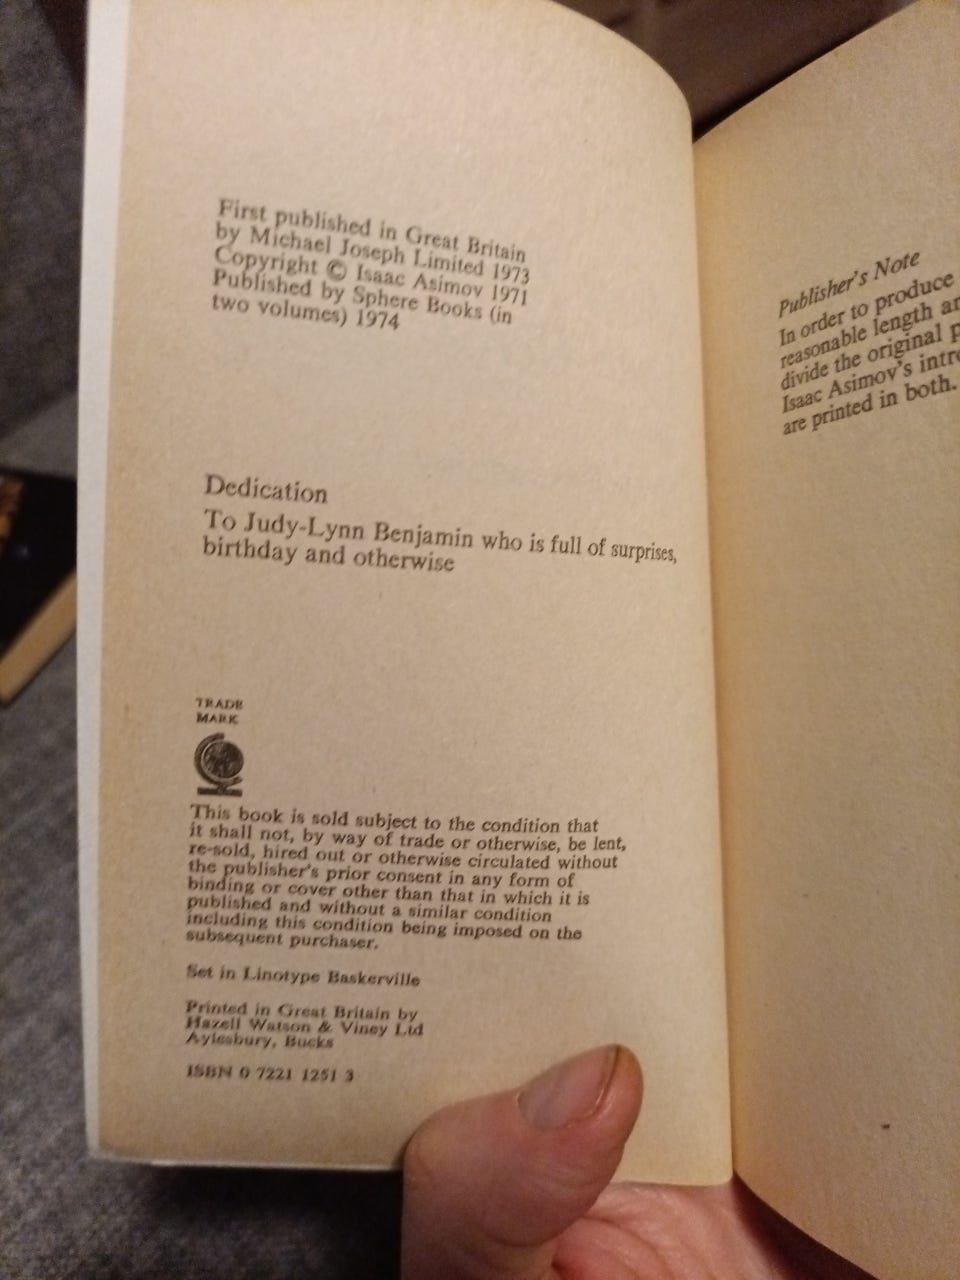 First published in Great Britain
by Michael Joseph Limited 1973
Copyright © Isaac Asimov 1971
Published by Sphere Books (in
two volumes) 1974
Dedication
To Judy-Lynn Benjamin who is full of surprises,
birthday and otherwise
TRADE
MARK
This book is sold subject to the condition that
it shall not, by way of trade or otherwise, be lent,
re-sold, hired out or otherwise circulated without
the publisher's prior consent in any form of
binding or cover other than that in which it is
published and without a similar condition
including this condition being imposed on the
subsequent purchaser.
Set in Linotype Baskerville
Printed in Great Britain by
Hazell Watson & Viney Ltd
Aylesbury, Bucks
ISBN 0 7221 1251 3
Publisher's Note
In order to produce
reasonable length
divide the original
Isaac Asimov's
are printed in both.